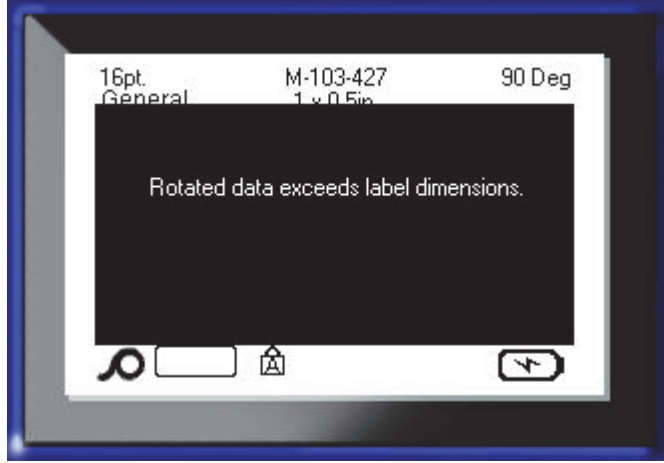 16pt. M-103-427 90 Deg
General 1 x 0.5in
Rotated data exceeds label dimensions.
A